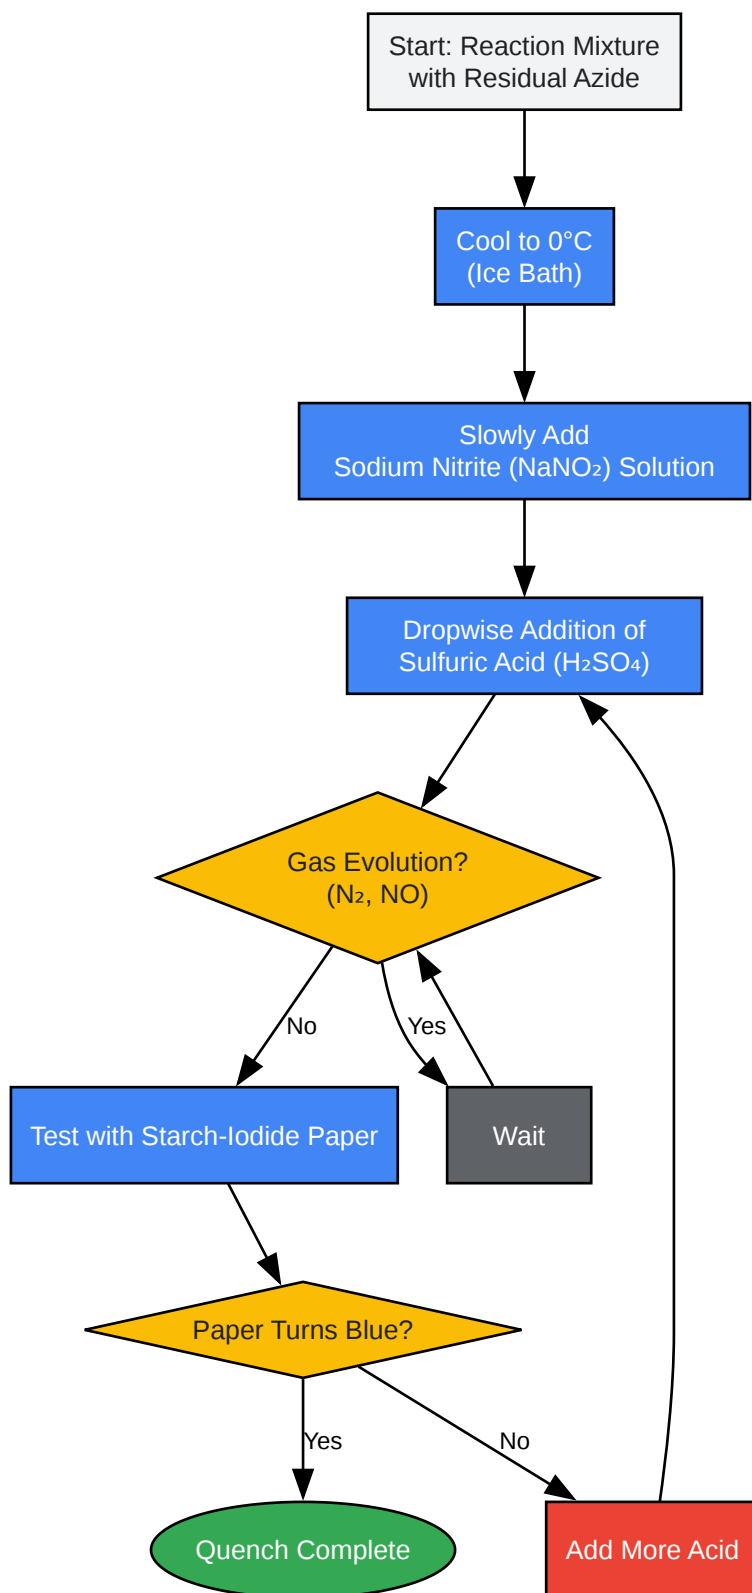 Start: Reaction Mixture
with Residual Azide
Cool to 0°C
(Ice Bath)
Slowly Add
Sodium Nitrite (NaNO₂) Solution
Dropwise Addition of
Sulfuric Acid (H₂SO₄)
Gas Evolution?
(N₂, NO)
No
Yes
Test with Starch-Iodide Paper
Wait
Paper Turns Blue?
Yes
No
Quench Complete
Add More Acid